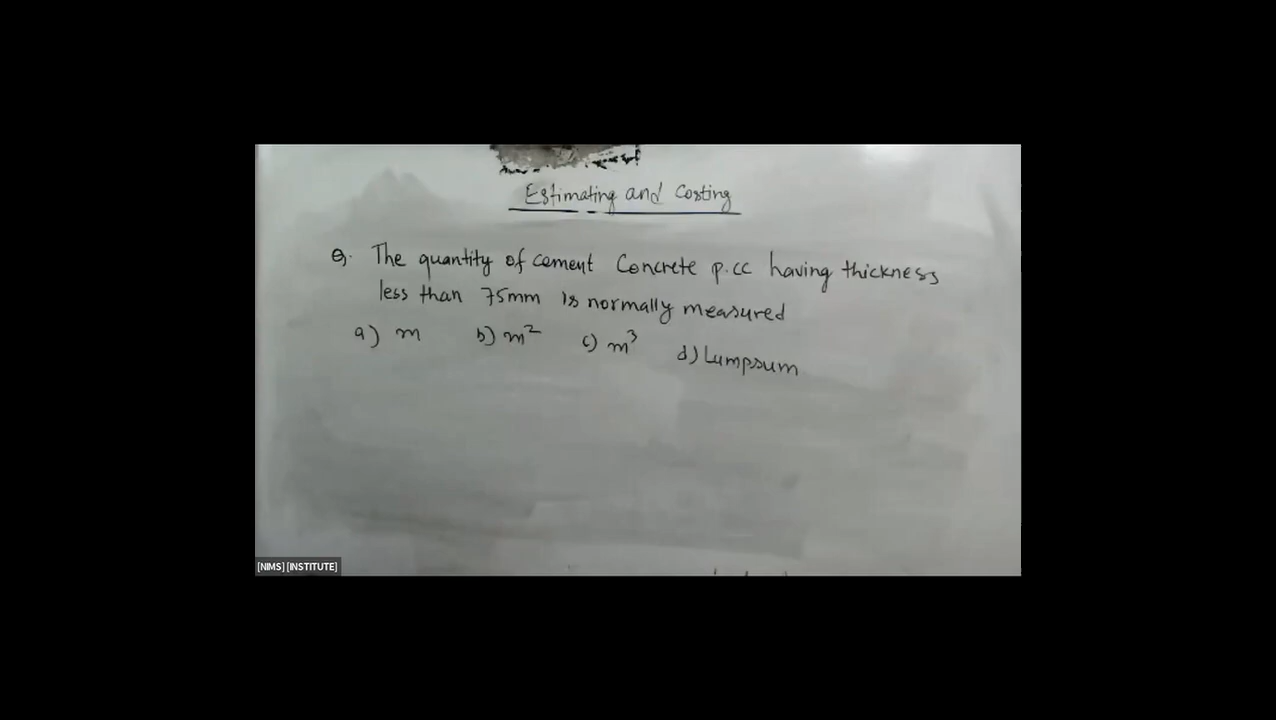 Estimating and Costing
Q. The quantity of cement Concrete p.cc having thickness
less than 75mm is normally measured
a) m b) m² c) m³ d) Lumpsum
[NIMS] [INSTITUTE]